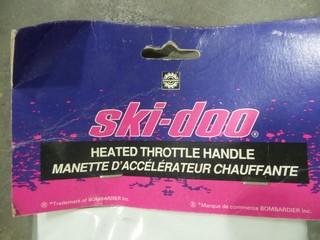 ski-doo®
HEATED THROTTLE HANDLE
MANETTE D'ACCÉLÉRATEUR CHAUFFANTE
®*Trademark of BOMBARDIER Inc.
®*Marque de commerce BOMBARDIER Inc.